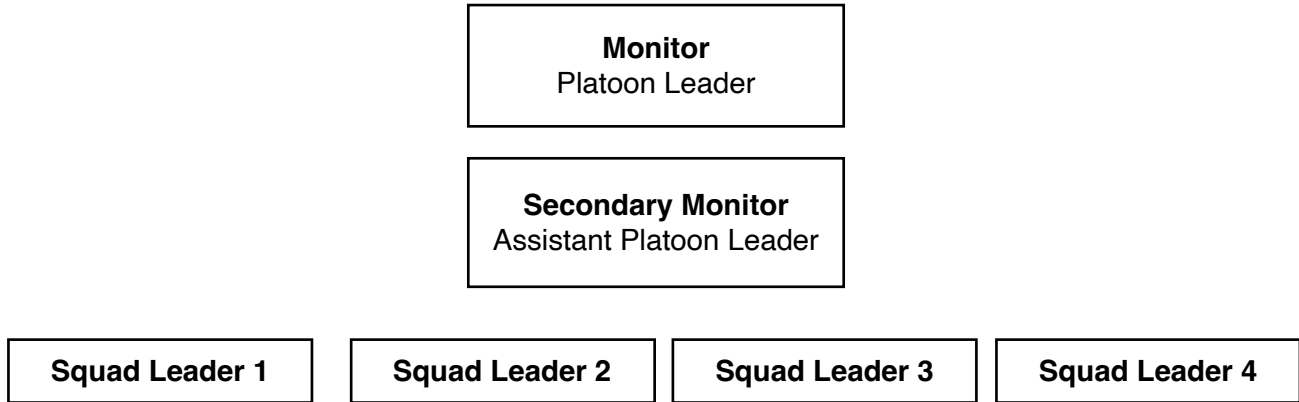 Monitor
Platoon Leader
Secondary Monitor
Assistant Platoon Leader
Squad Leader 1
Squad Leader 2
Squad Leader 3
Squad Leader 4